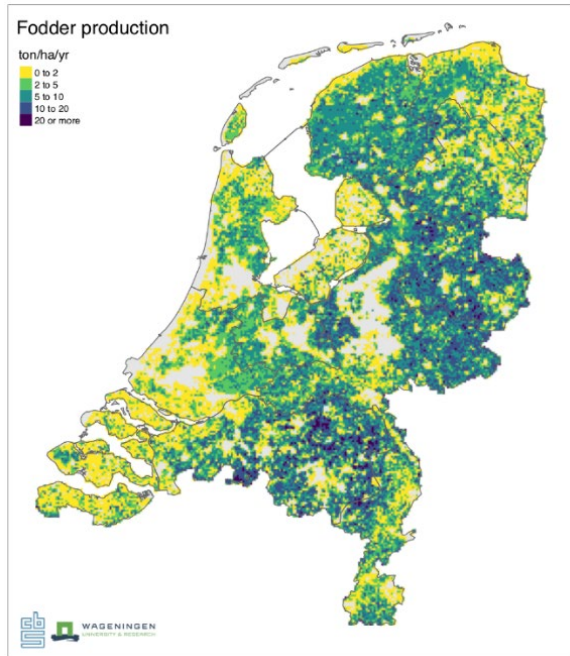 Fodder production
ton/ha/yr
0 to 2
2 to 5
5 to 10
10 to 20
20 or more
cbs
WAGENINGEN
UNIVERSITY & RESEARCH